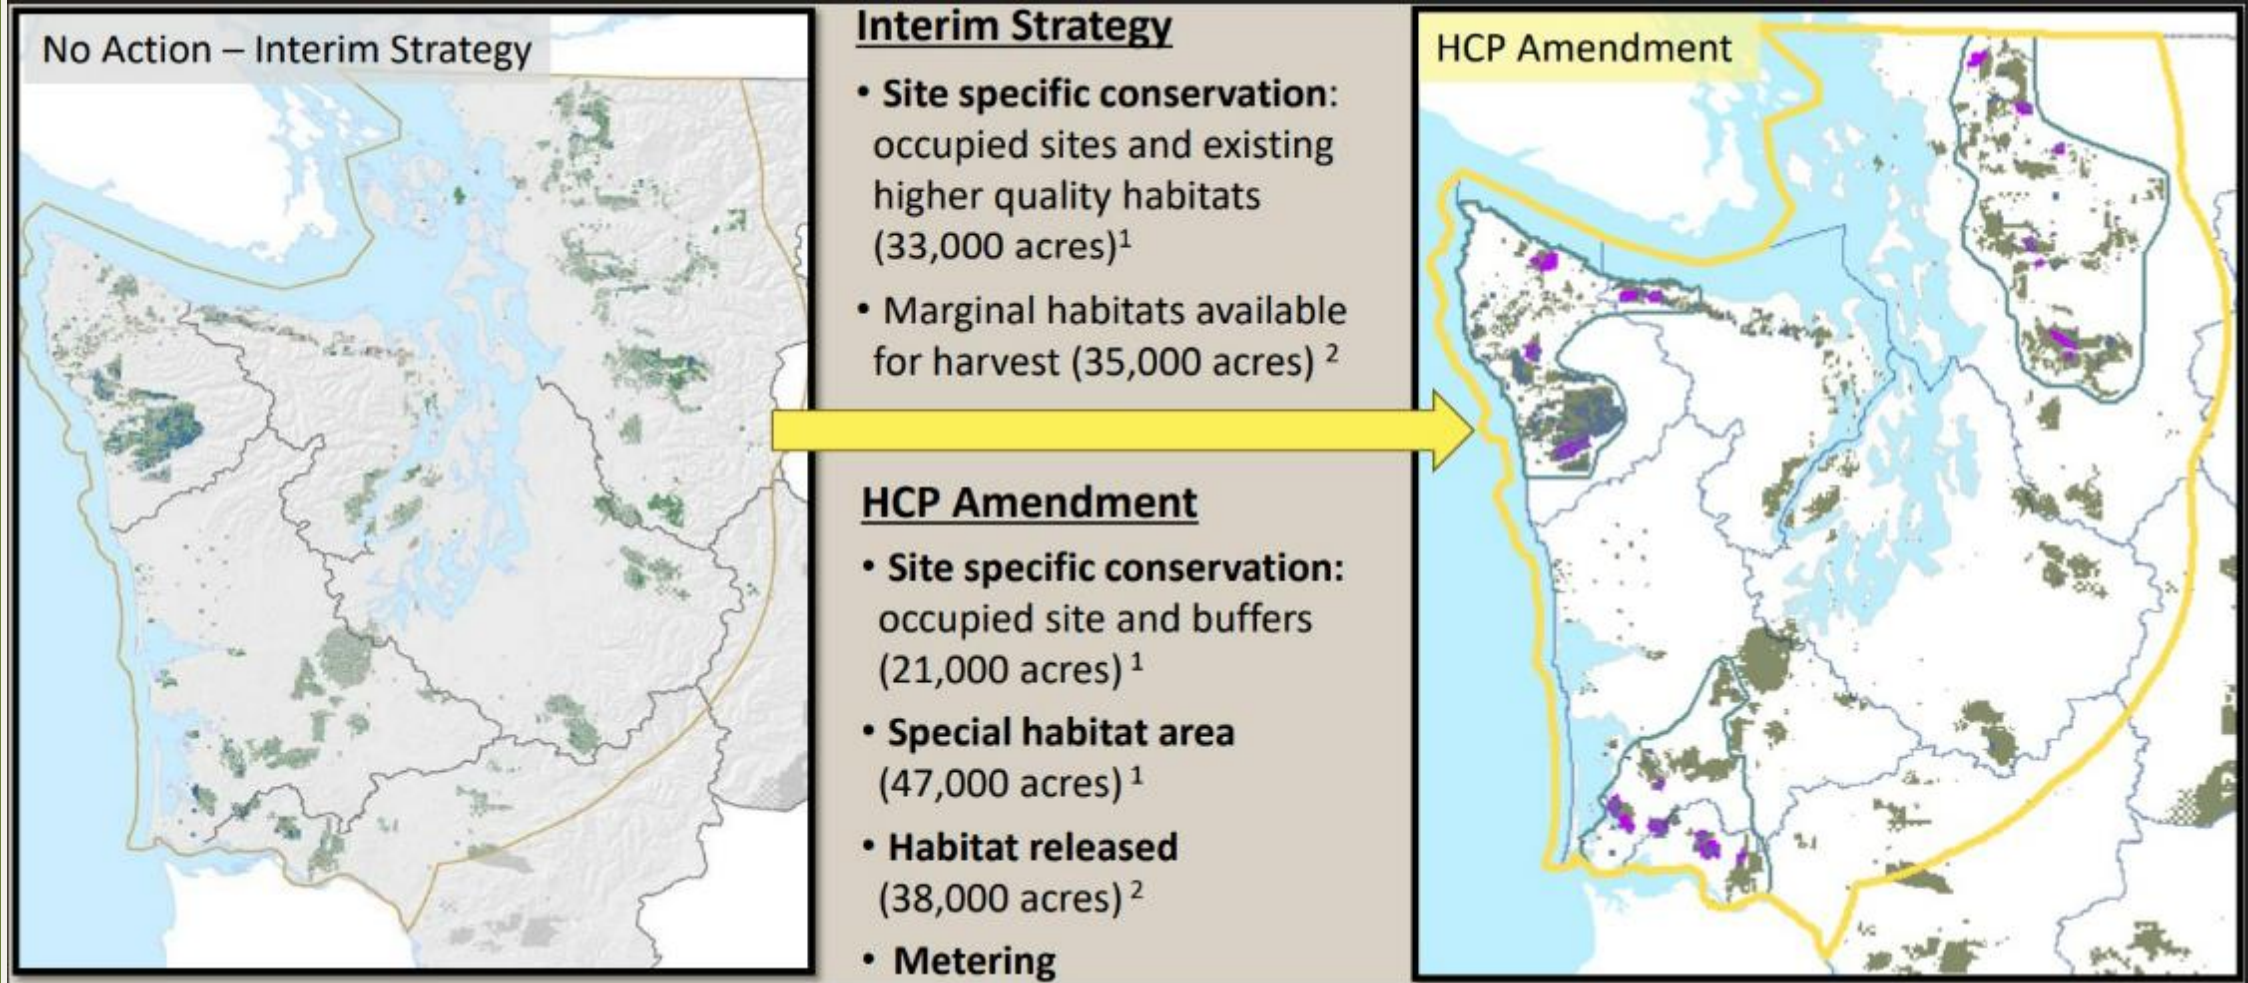 No Action – Interim Strategy
Interim Strategy
• Site specific conservation:
occupied sites and existing
higher quality habitats
(33,000 acres)¹
• Marginal habitats available
for harvest (35,000 acres) ²
HCP Amendment
• Site specific conservation:
occupied site and buffers
(21,000 acres) ¹
• Special habitat area
(47,000 acres) ¹
• Habitat released
(38,000 acres) ²
• Metering
HCP Amendment